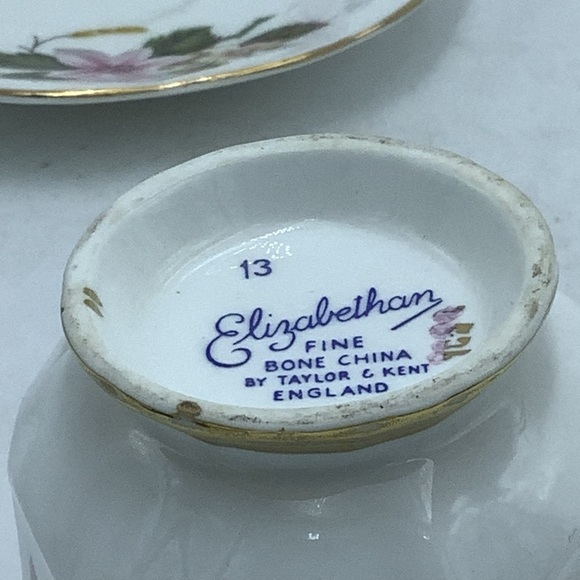 13
Elizabethan
FINE
BONE CHINA
BY TAYLOR & KENT
ENGLAND